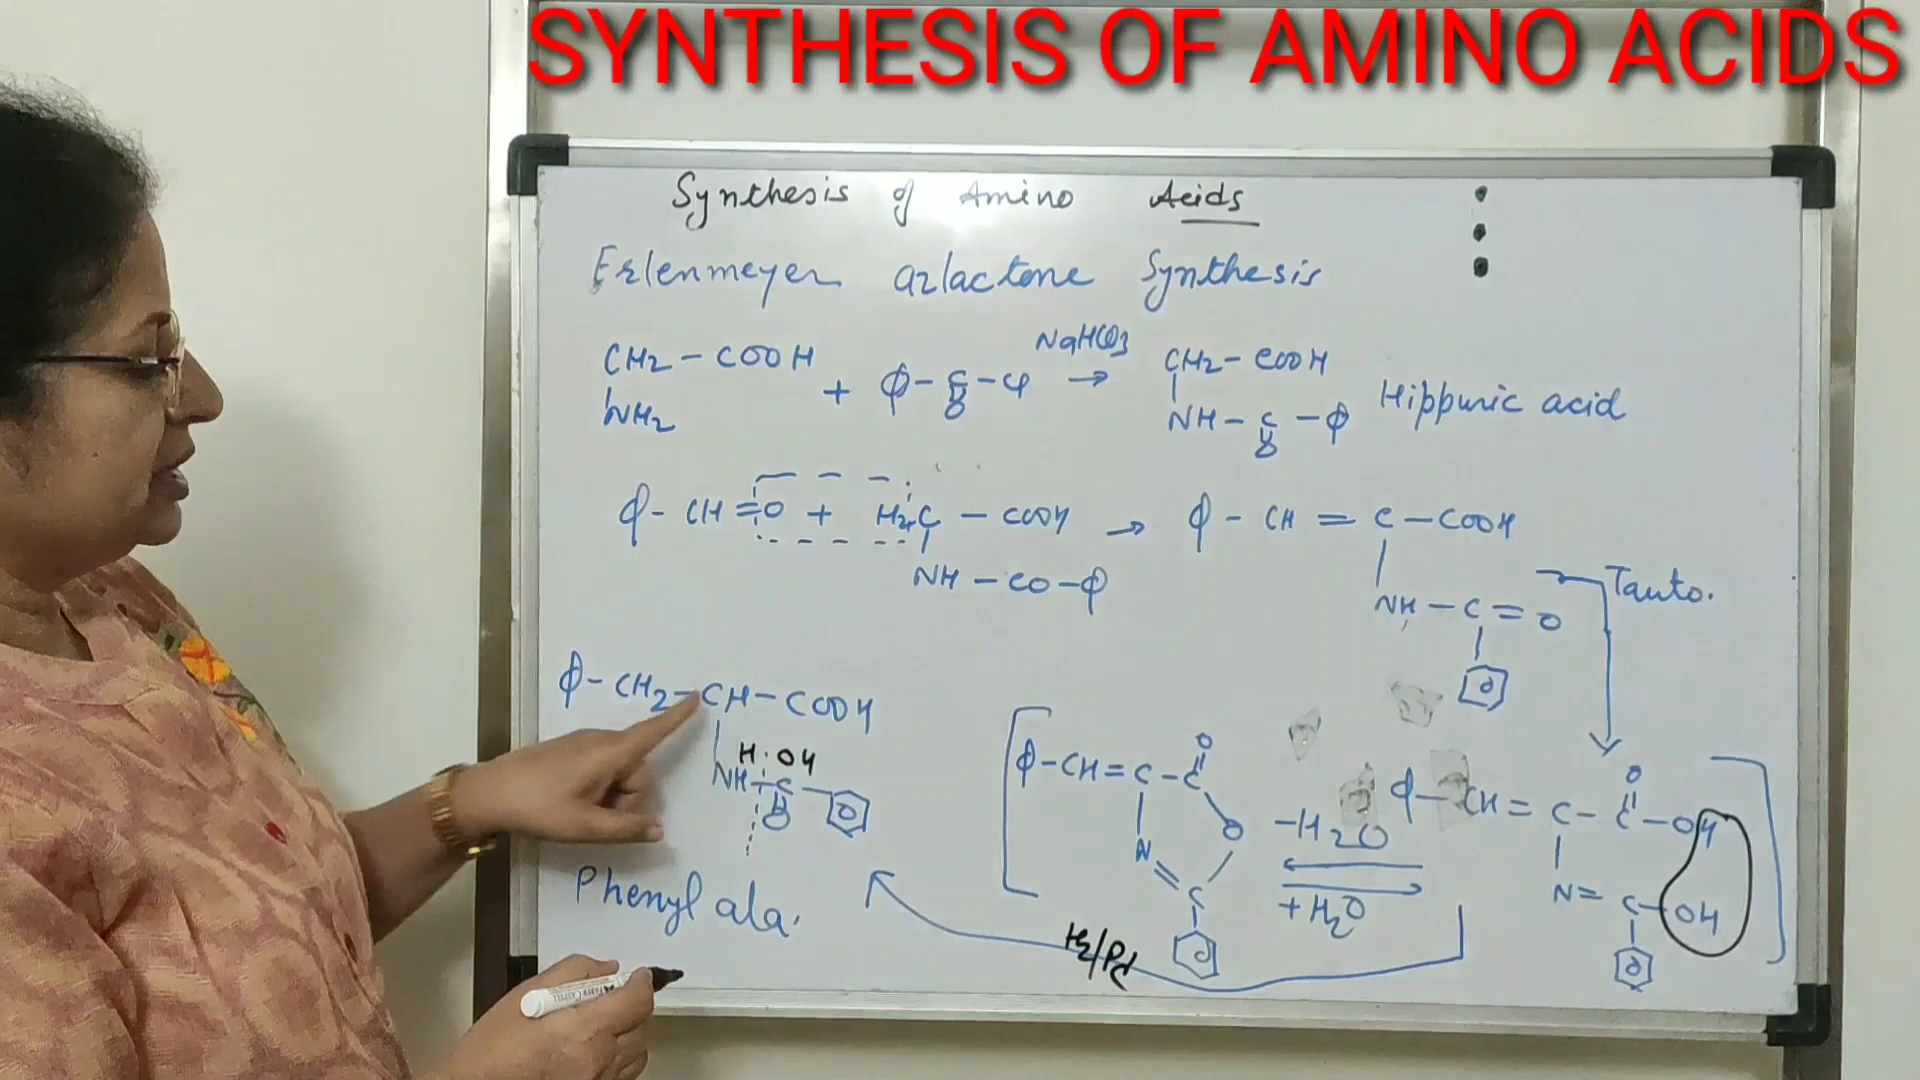 SYNTHESIS OF AMINO ACIDS
Synthesis of Amino Acids
Erlenmeyer azlactone Synthesis
CH2 - COOH + Φ - C - Cl → CH2 - COOH
NaHCO3
NH2
O
NH - C - Φ
O
Hippuric acid
Φ - CH = O + H2C - COOH → Φ - CH = C - COOH
NH - CO - Φ
NH - C = O
Tauto.
Φ - CH2 - CH - COOH
H OH
NH - C
O
Phenyl ala.
O
Φ - CH = C - C
O
N
C
-H2O
+H2O
O
Φ - CH = C - C - OH
N = C - OH
H2/Pd
FABER CASTELL